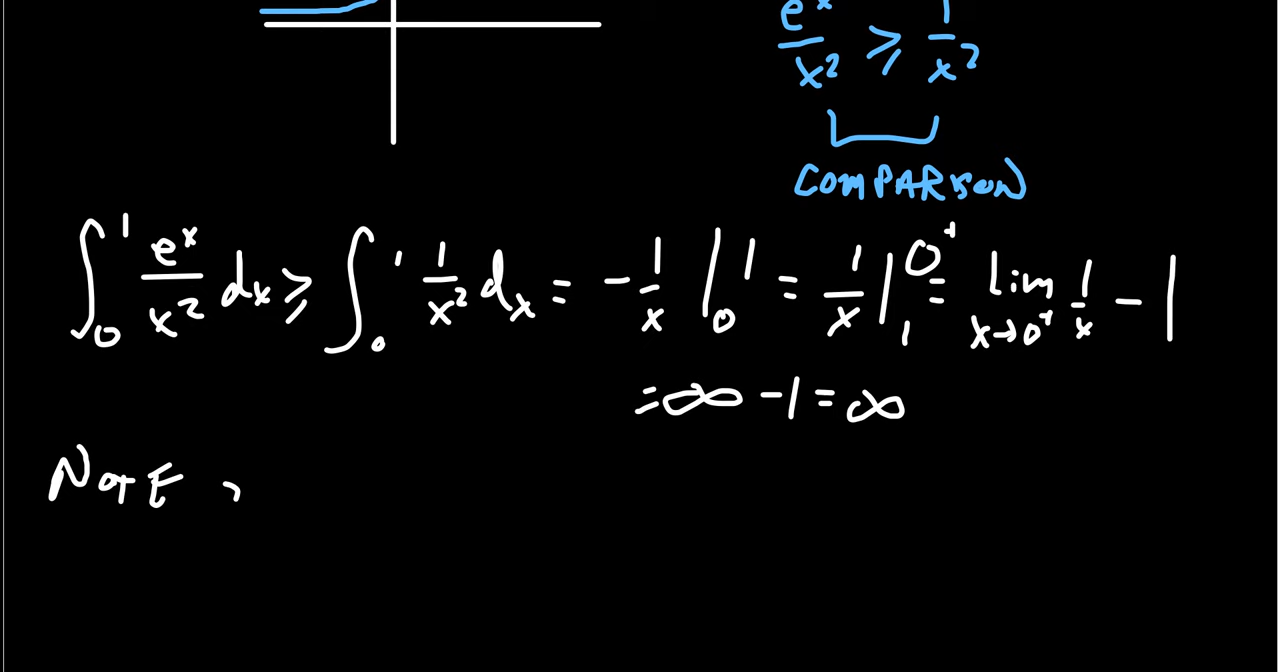 e^x/x² ≥ 1/x²
COMPARISON
∫₀¹ e^x/x² dx ≥ ∫₀¹ 1/x² dx = -1/x |₀¹ = 1/x |₁^0⁺ = lim x→0⁺ 1/x - 1
= ∞ - 1 = ∞
NOTE